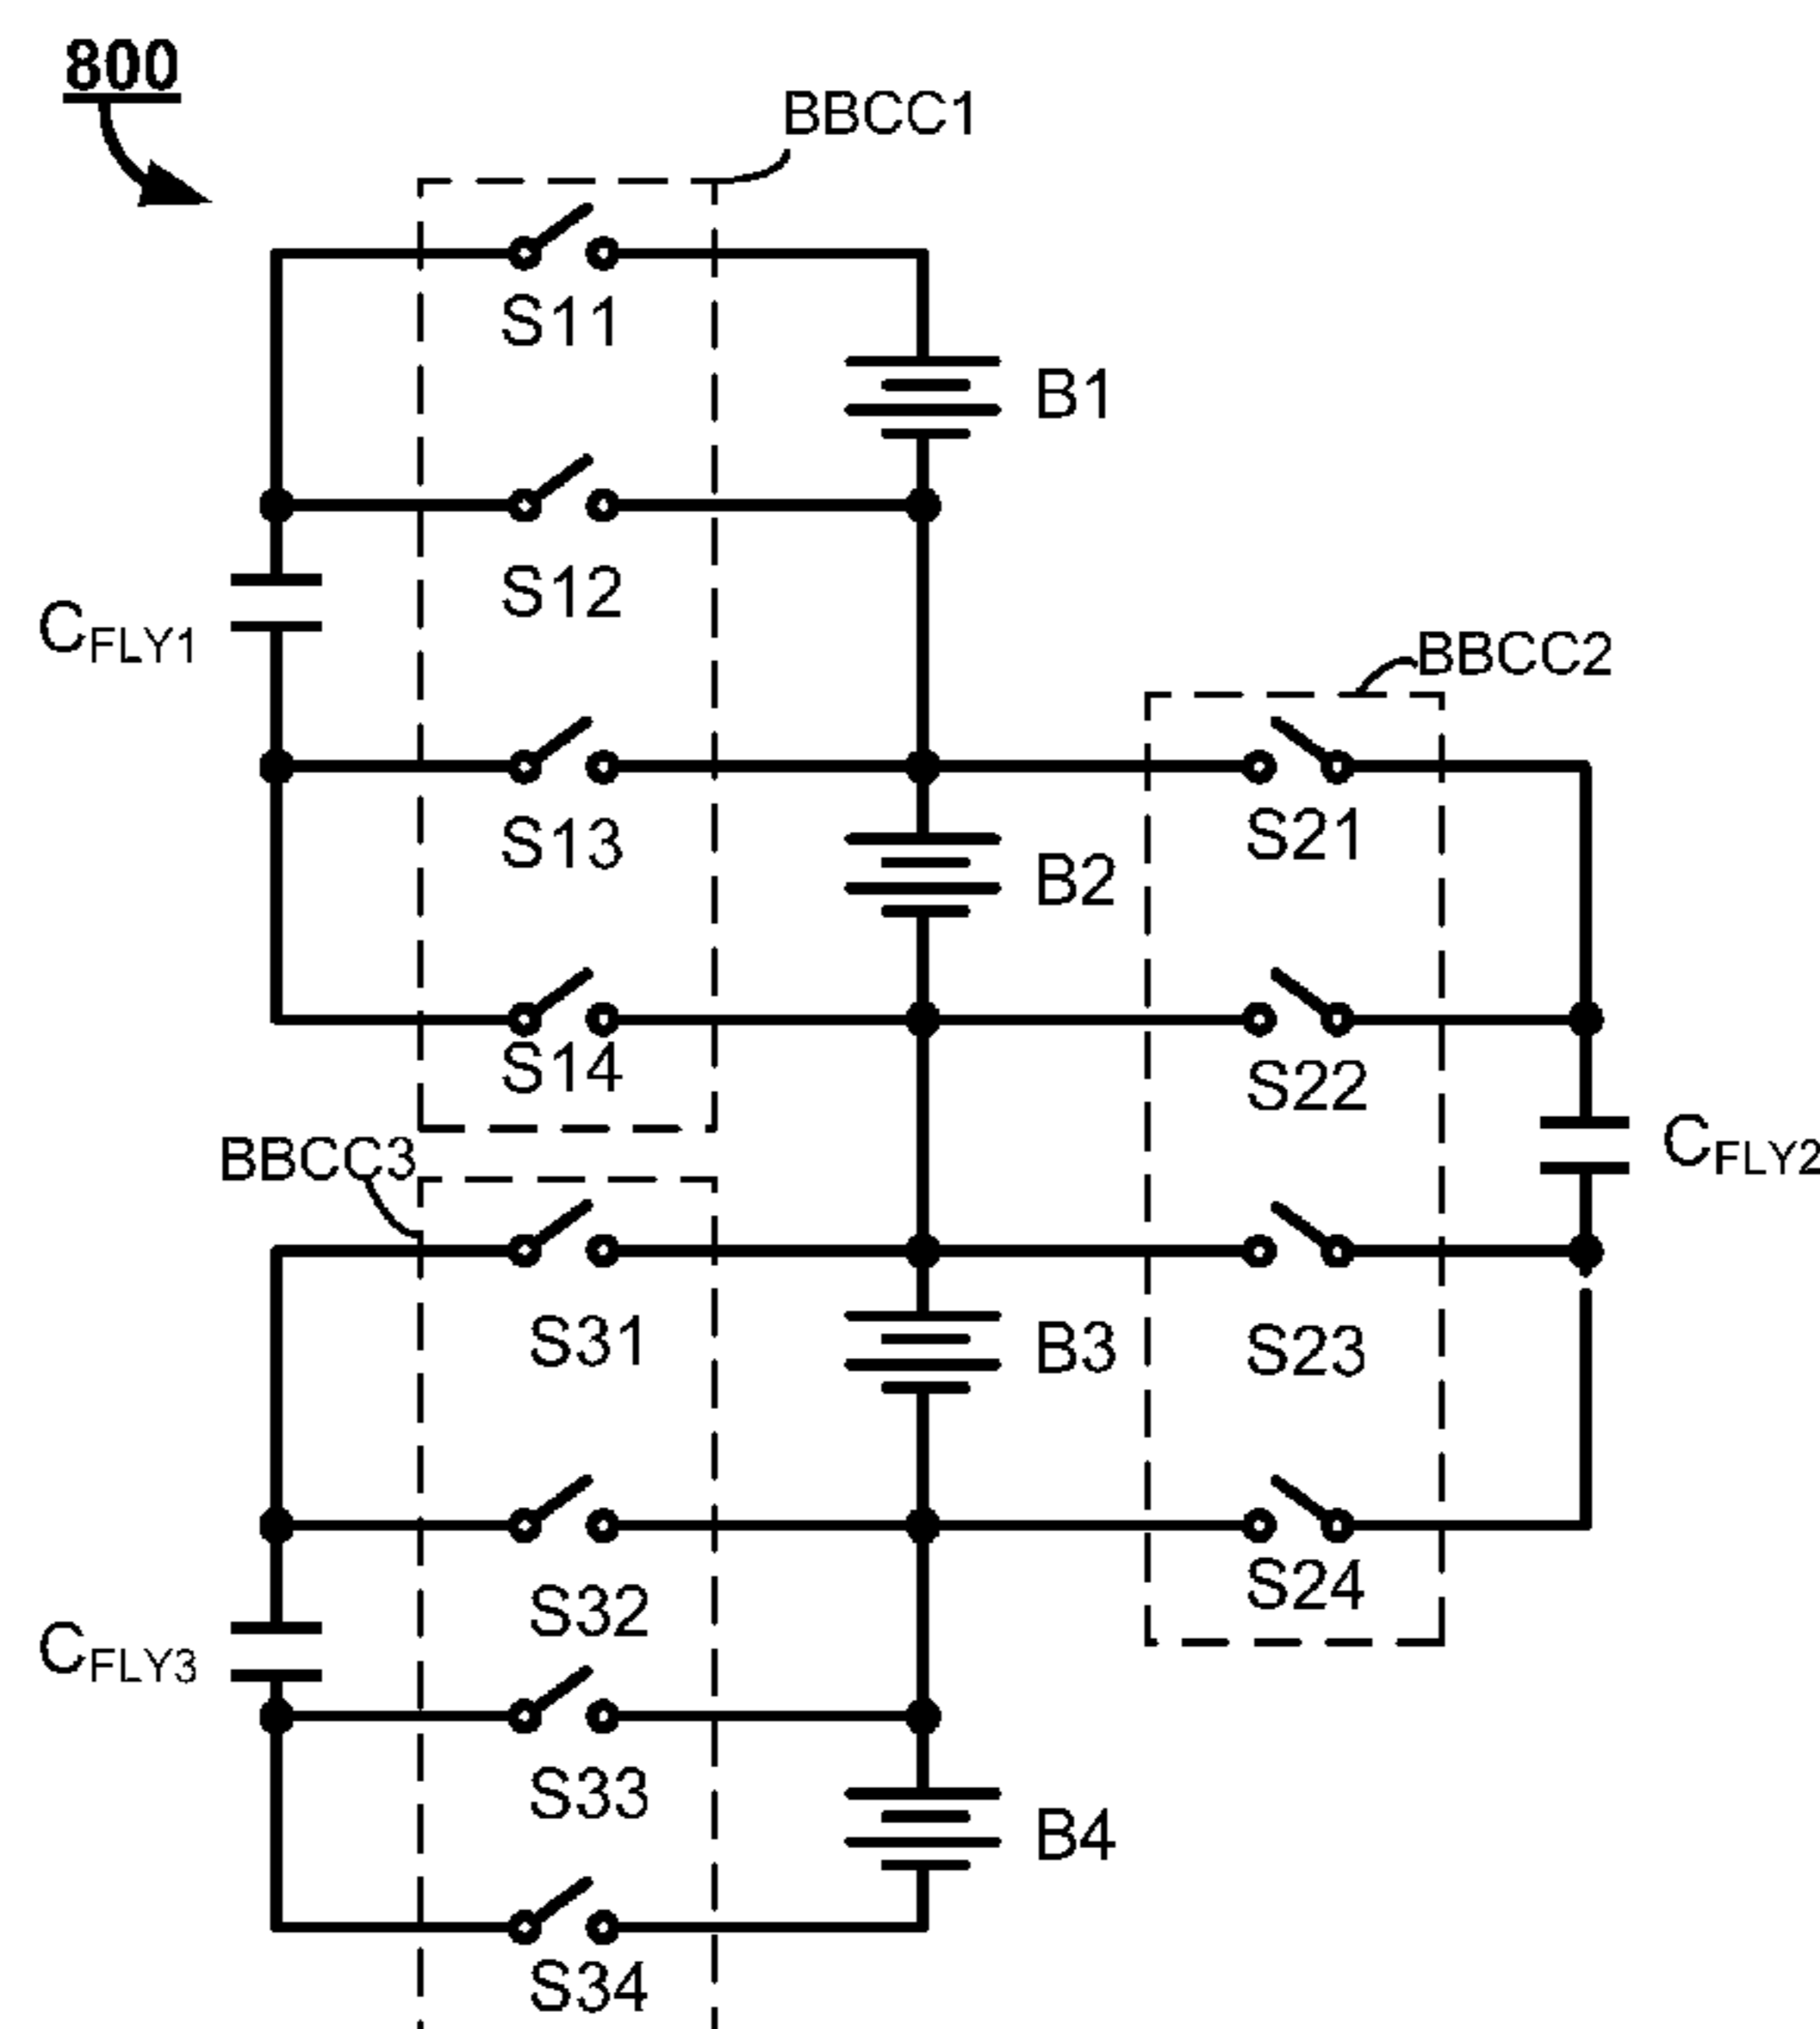 800
BBCC1
S11
B1
S12
CFLY1
BBCC2
S13
S21
B2
S14
S22
BBCC3
CFLY2
S31
B3
S23
S32
S24
CFLY3
S33
B4
S34